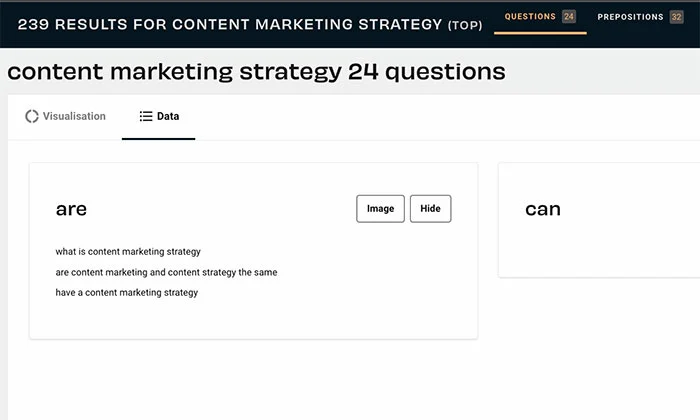 239 RESULTS FOR CONTENT MARKETING STRATEGY (TOP)
QUESTIONS 24
PREPOSITIONS 32
content marketing strategy 24 questions
Visualisation
Data
are
Image
Hide
what is content marketing strategy
are content marketing and content strategy the same
have a content marketing strategy
can